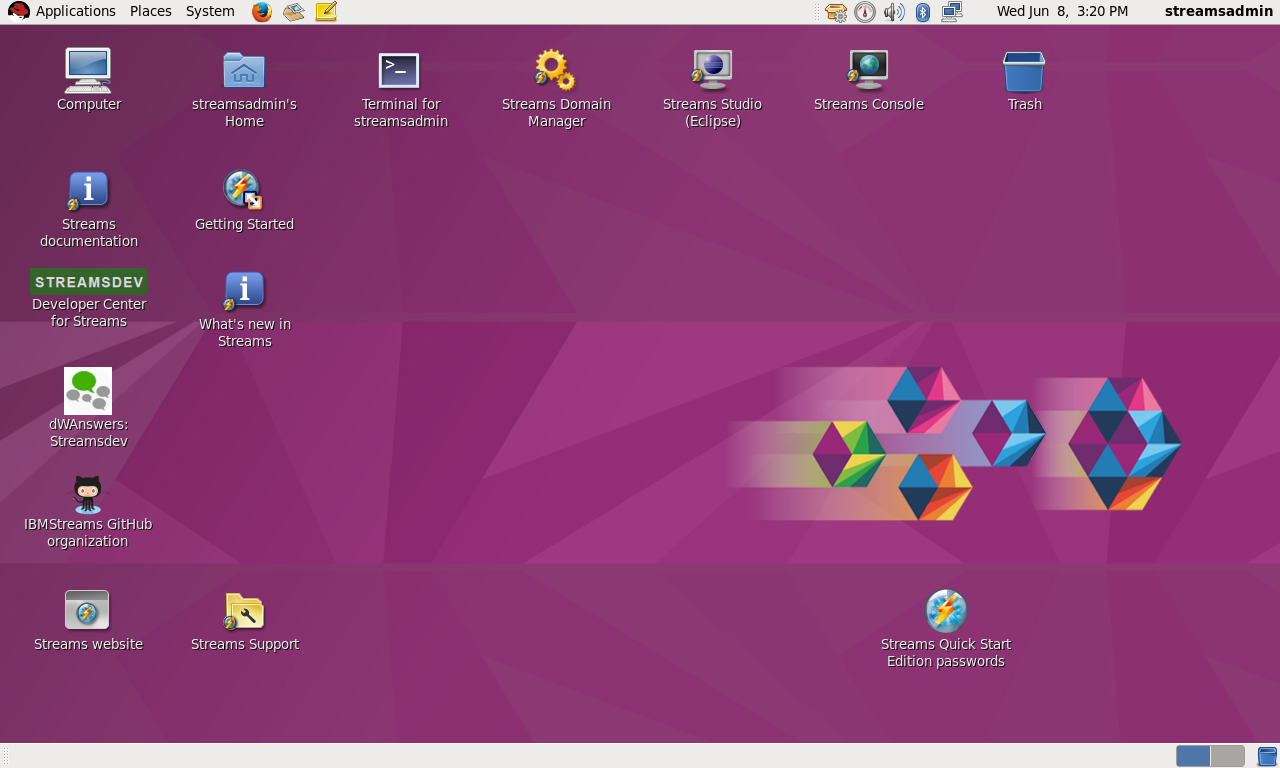 Applications Places System
Wed Jun 8, 3:20 PM streamsadmin
Computer
streamsadmin's
Home
Terminal for
streamsadmin
Streams Domain
Manager
Streams Studio
(Eclipse)
Streams Console
Trash
Streams
documentation
Getting Started
STREAMSDEV
Developer Center
for Streams
What's new in
Streams
dWAnswers:
Streamsdev
IBMStreams GitHub
organization
Streams website
Streams Support
Streams Quick Start
Edition passwords